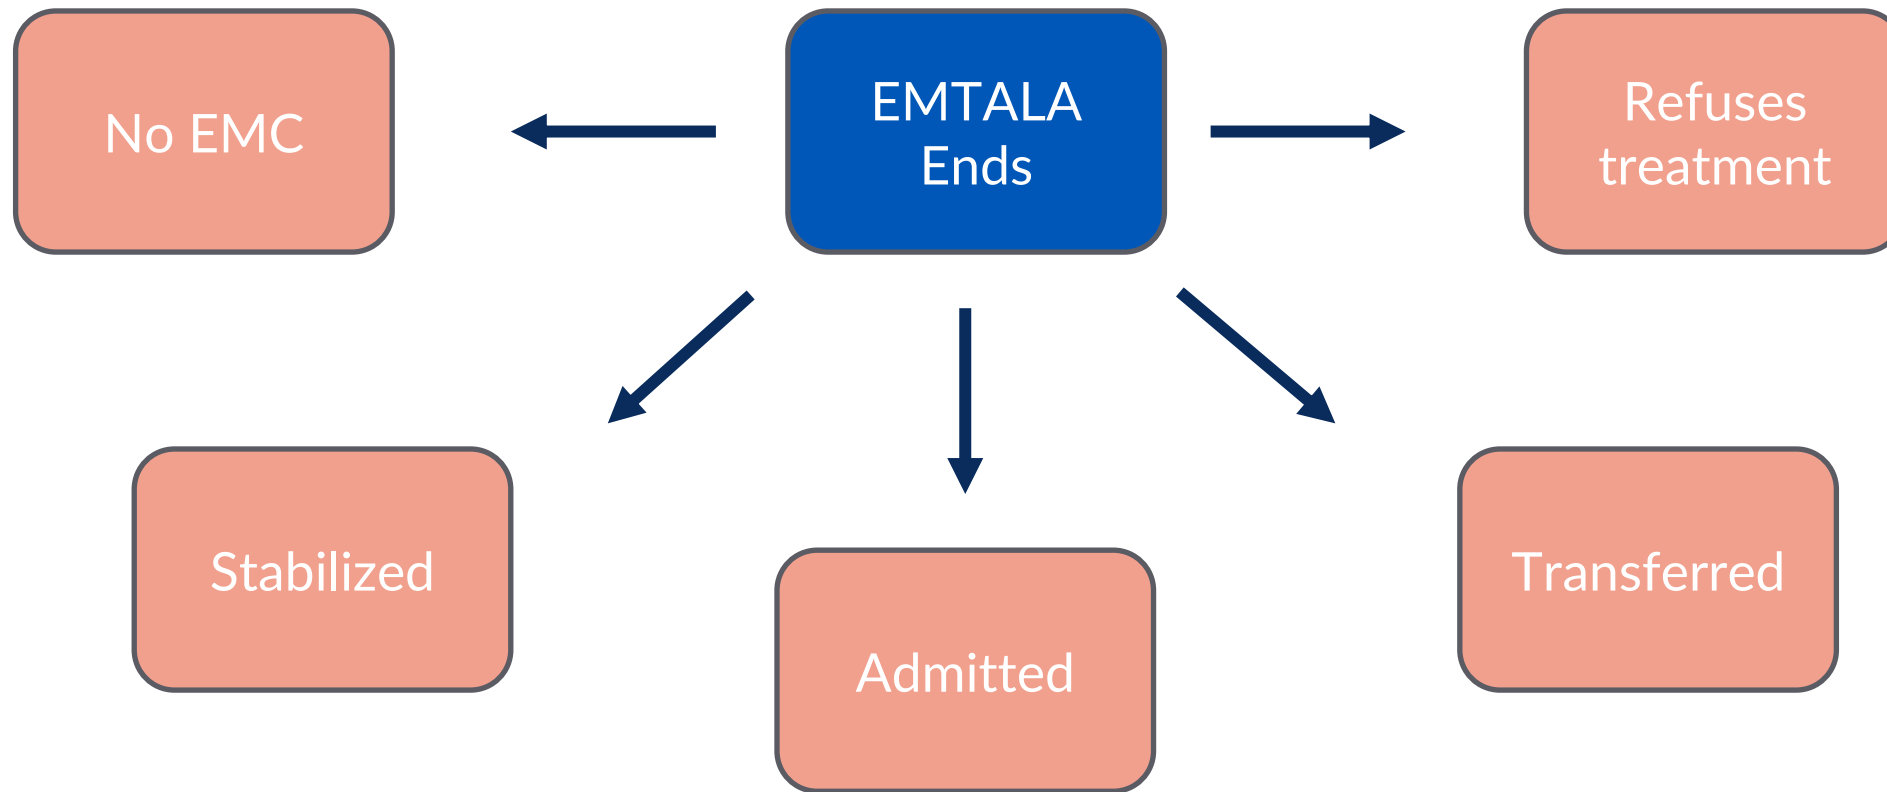 No EMC
EMTALA
Ends
Refuses
treatment
Stabilized
Admitted
Transferred